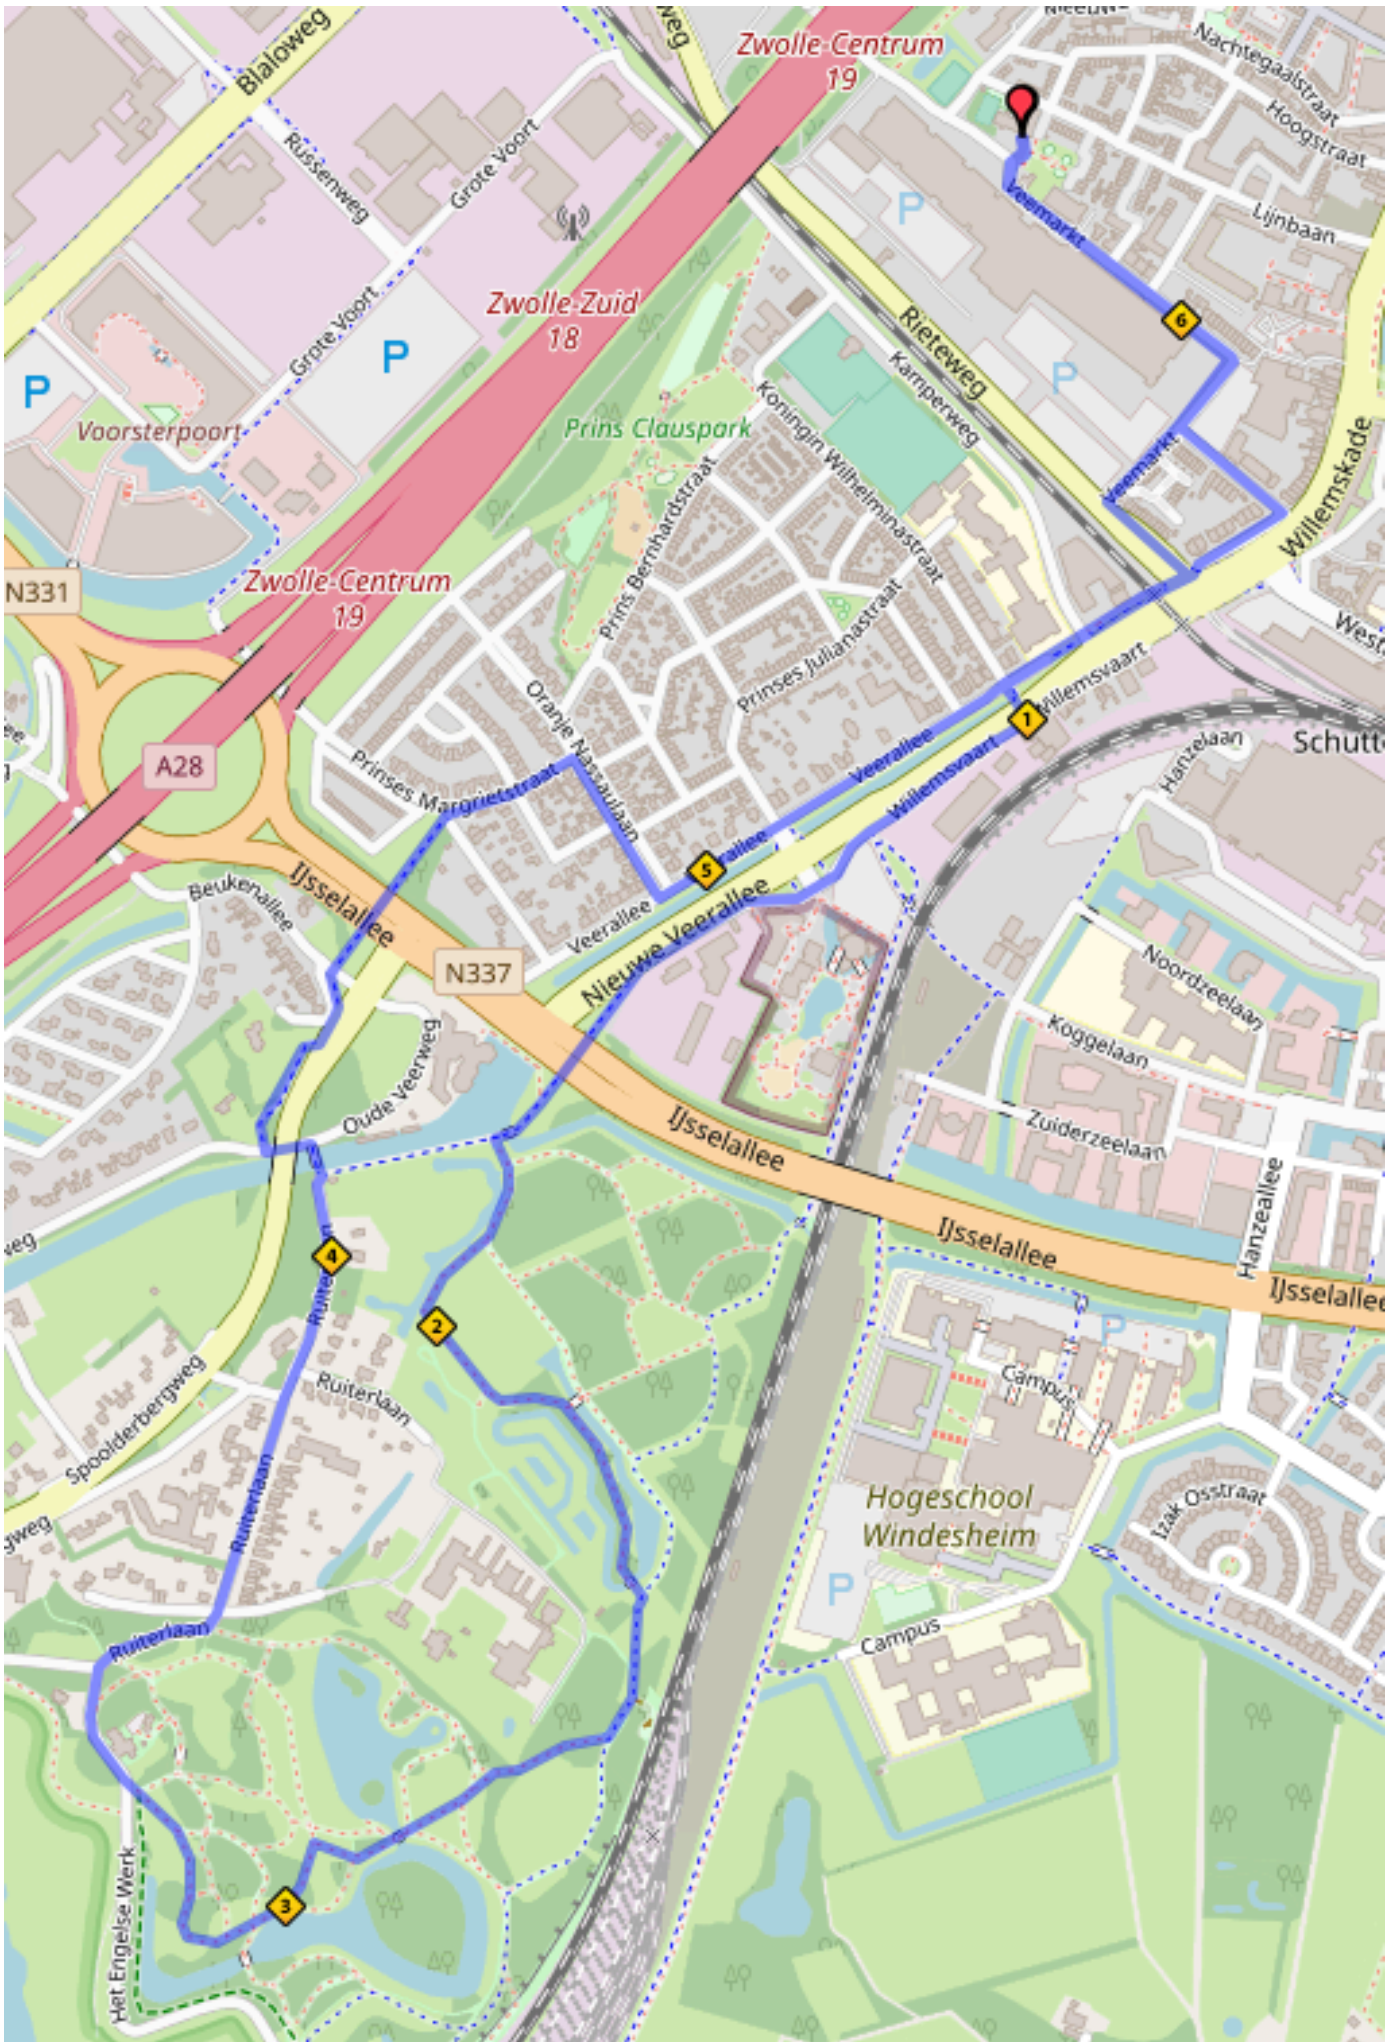 Blaloweg
Zwolle-Centrum
19
Nachtegaalstraat
Hoogstraat
Russenweg
Grote Voort
Veemarkt
Lijnbaan
P
Zwolle-Zuid
18
Grote Voort
P
P
6
Rieteweg
Kamperweg
P
Voorsterpoort
Prins Clauspark
Koningin Wilhelminastraat
Veemarkt
Willemskade
Prins Bernhardstraat
N331
Zwolle-Centrum
19
Prinses Julianastraat
Oranje Nassaulaan
Willemsvaart
1
Hanzelaan
A28
Prinses Margrietstraat
Veerallee
Willemsvaart
5
Beukenallee
IJsselallee
Veerallee
Nieuwe Veerallee
N337
Noordzeelaan
Koggelaan
Oude Veerweg
IJsselallee
Zuiderzeelaan
Hanzeallee
IJsselallee
IJsselallee
4
2
P
Campus
Ruiterlaan
Spoolderbergweg
Ruiterlaan
Hogeschool
Windesheim
Izak Osstraat
P
Ruiterlaan
Campus
3
Het Engelse Werk